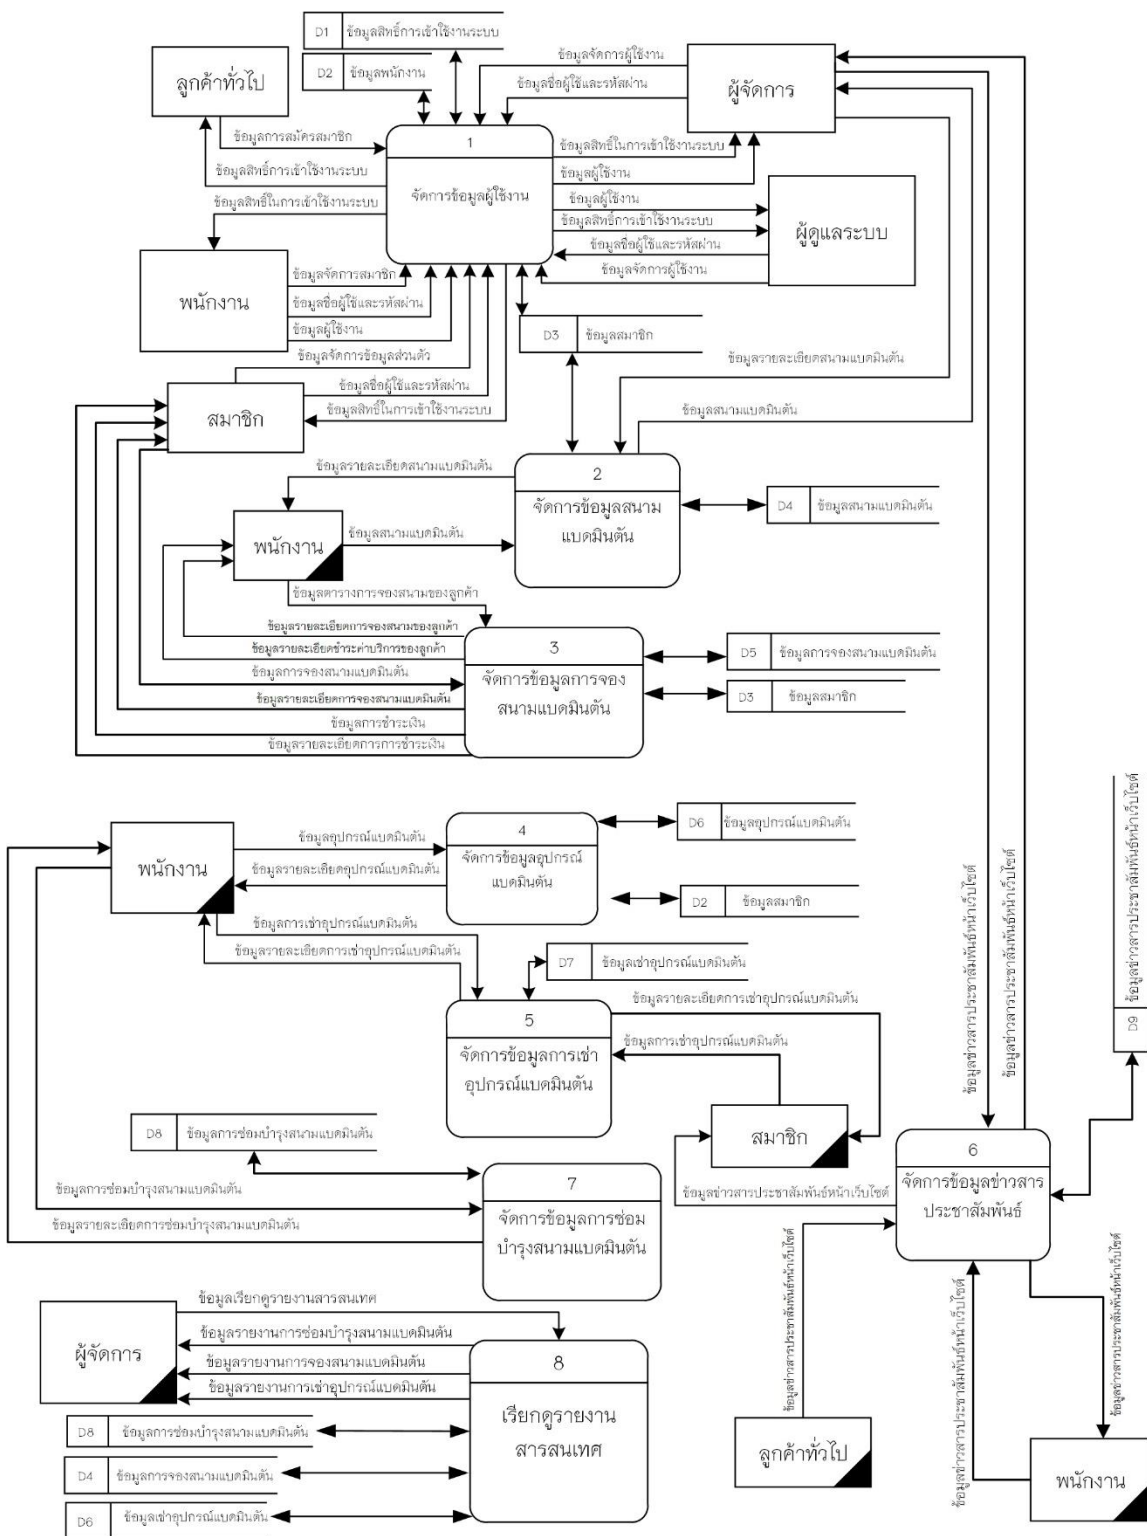 D1 ข้อมูลสิทธิ์การเข้าใช้งานระบบ
D2 ข้อมูลพนักงาน
ลูกค้าทั่วไป
ผู้จัดการ
ข้อมูลจัดการผู้ใช้งาน
ข้อมูลชื่อผู้ใช้และรหัสผ่าน
ข้อมูลการสมัครสมาชิก
ข้อมูลสิทธิ์การเข้าใช้งานระบบ
ข้อมูลสิทธิ์ในการเข้าใช้งานระบบ
1
จัดการข้อมูลผู้ใช้งาน
ข้อมูลสิทธิ์ในการเข้าใช้งานระบบ
ข้อมูลผู้ใช้งาน
ข้อมูลผู้ใช้งาน
ข้อมูลสิทธิ์การเข้าใช้งานระบบ
ข้อมูลชื่อผู้ใช้และรหัสผ่าน
ข้อมูลจัดการผู้ใช้งาน
ผู้ดูแลระบบ
พนักงาน
ข้อมูลจัดการสมาชิก
ข้อมูลชื่อผู้ใช้และรหัสผ่าน
ข้อมูลผู้ใช้งาน
ข้อมูลจัดการข้อมูลส่วนตัว
ข้อมูลชื่อผู้ใช้และรหัสผ่าน
ข้อมูลสิทธิ์ในการเข้าใช้งานระบบ
สมาชิก
D3 ข้อมูลสมาชิก
ข้อมูลรายละเอียดสนามแบดมินตัน
ข้อมูลสนามแบดมินตัน
ข้อมูลรายละเอียดสนามแบดมินตัน
2
จัดการข้อมูลสนาม
แบดมินตัน
D4 ข้อมูลสนามแบดมินตัน
พนักงาน
ข้อมูลสนามแบดมินตัน
ข้อมูลตารางการจองสนามของลูกค้า
ข้อมูลรายละเอียดการจองสนามของลูกค้า
ข้อมูลรายละเอียดชำระค่าบริการของลูกค้า
ข้อมูลการจองสนามแบดมินตัน
ข้อมูลรายละเอียดการจองสนามแบดมินตัน
ข้อมูลการชำระเงิน
ข้อมูลรายละเอียดการการชำระเงิน
3
จัดการข้อมูลการจอง
สนามแบดมินตัน
D5 ข้อมูลการจองสนามแบดมินตัน
D3 ข้อมูลสมาชิก
พนักงาน
ข้อมูลอุปกรณ์แบดมินตัน
ข้อมูลรายละเอียดอุปกรณ์แบดมินตัน
4
จัดการข้อมูลอุปกรณ์
แบดมินตัน
D6 ข้อมูลอุปกรณ์แบดมินตัน
D2 ข้อมูลสมาชิก
ข้อมูลการเช่าอุปกรณ์แบดมินตัน
ข้อมูลรายละเอียดการเช่าอุปกรณ์แบดมินตัน
D7 ข้อมูลเช่าอุปกรณ์แบดมินตัน
5
จัดการข้อมูลการเช่า
อุปกรณ์แบดมินตัน
ข้อมูลรายละเอียดการเช่าอุปกรณ์แบดมินตัน
ข้อมูลการเช่าอุปกรณ์แบดมินตัน
สมาชิก
ข้อมูลข่าวสารประชาสัมพันธ์หน้าเว็บไซต์
ข้อมูลข่าวสารประชาสัมพันธ์หน้าเว็บไซต์
ข้อมูลข่าวสารประชาสัมพันธ์หน้าเว็บไซต์
D9 ข้อมูลข่าวสารประชาสัมพันธ์หน้าเว็บไซต์
6
จัดการข้อมูลข่าวสาร
ประชาสัมพันธ์
D8 ข้อมูลการซ่อมบำรุงสนามแบดมินตัน
ข้อมูลการซ่อมบำรุงสนามแบดมินตัน
ข้อมูลรายละเอียดการซ่อมบำรุงสนามแบดมินตัน
7
จัดการข้อมูลการซ่อม
บำรุงสนามแบดมินตัน
ผู้จัดการ
ข้อมูลเรียกดูรายงานสารสนเทศ
ข้อมูลรายงานการซ่อมบำรุงสนามแบดมินตัน
ข้อมูลรายงานการจองสนามแบดมินตัน
ข้อมูลรายงานการเช่าอุปกรณ์แบดมินตัน
8
เรียกดูรายงาน
สารสนเทศ
D8 ข้อมูลการซ่อมบำรุงสนามแบดมินตัน
D4 ข้อมูลการจองสนามแบดมินตัน
D6 ข้อมูลเช่าอุปกรณ์แบดมินตัน
ข้อมูลข่าวสารประชาสัมพันธ์หน้าเว็บไซต์
ข้อมูลข่าวสารประชาสัมพันธ์หน้าเว็บไซต์
ข้อมูลข่าวสารประชาสัมพันธ์หน้าเว็บไซต์
ลูกค้าทั่วไป
พนักงาน